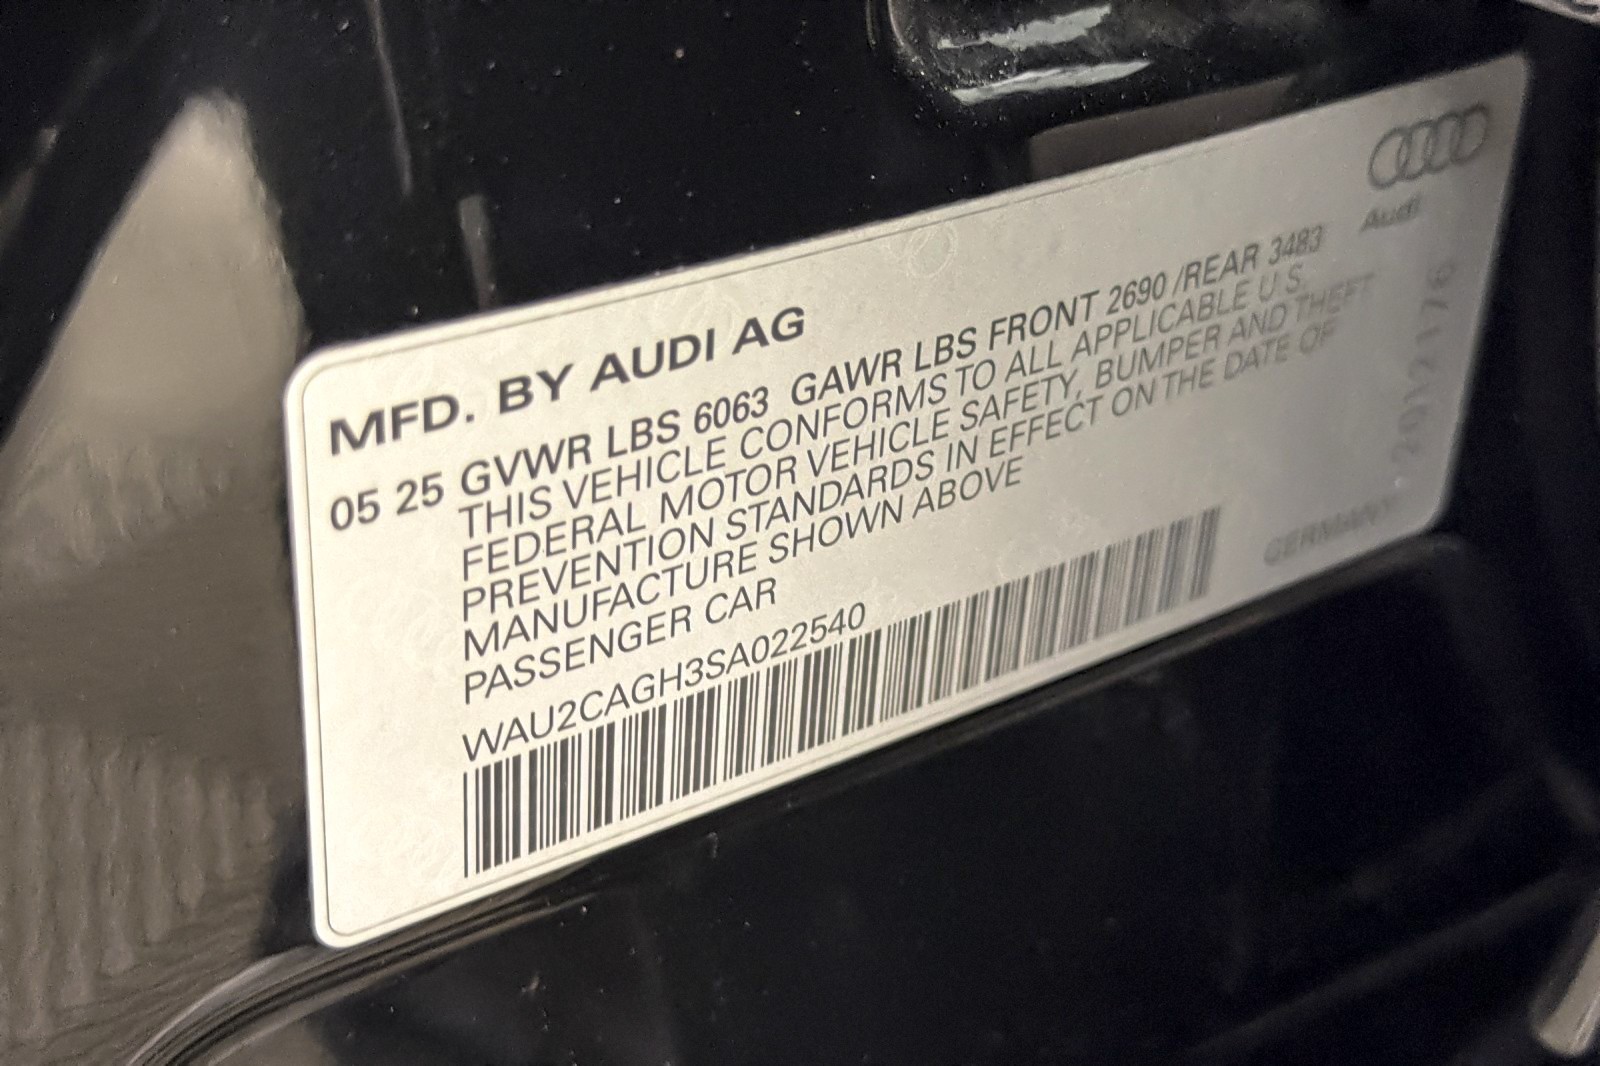 Audi
MFD. BY AUDI AG
05 25 GVWR LBS 6063 GAWR LBS FRONT 2690 /REAR 3483
THIS VEHICLE CONFORMS TO ALL APPLICABLE U.S.
FEDERAL MOTOR VEHICLE SAFETY, BUMPER AND THEFT
PREVENTION STANDARDS IN EFFECT ON THE DATE OF
MANUFACTURE SHOWN ABOVE
PASSENGER CAR
WAU2CAGH3SA022540
GERMANY